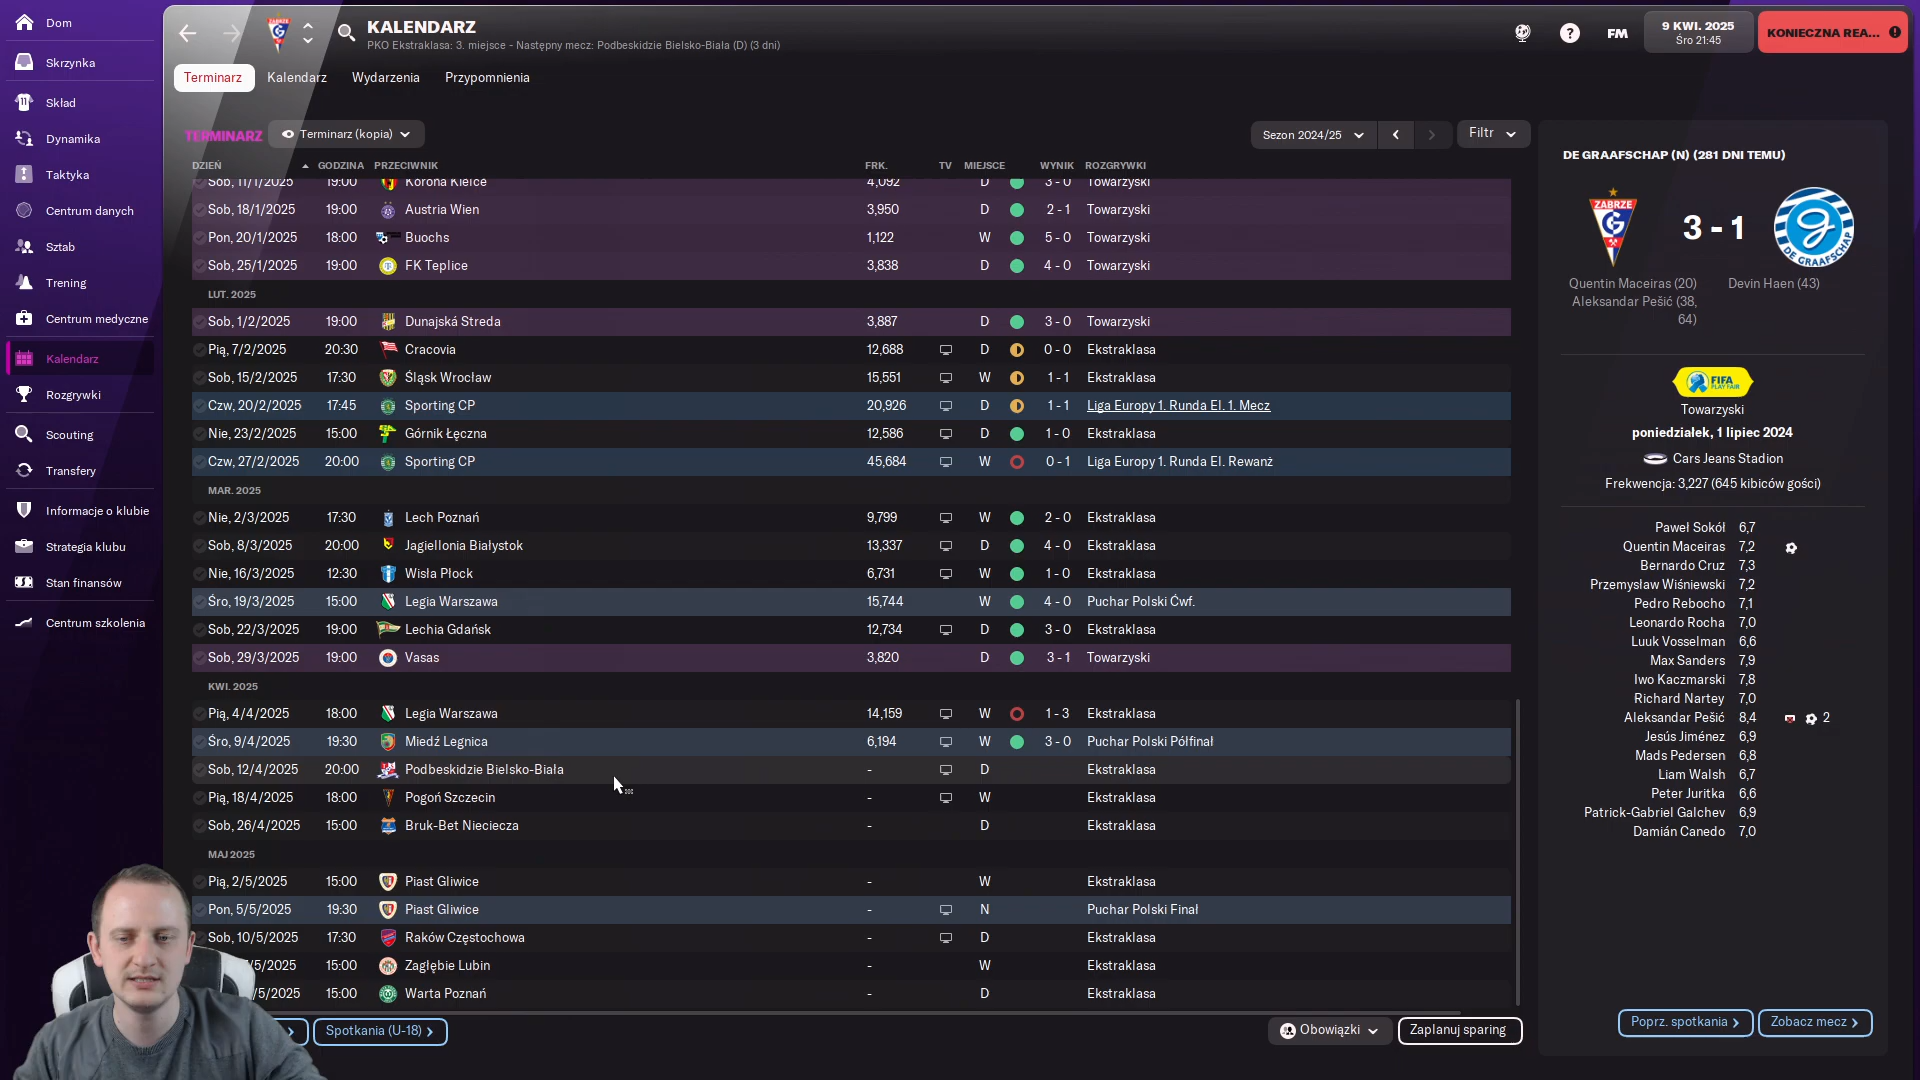 Dom
Skrzynka
Skład
Dynamika
Taktyka
Centrum danych
Sztab
Trening
Centrum medyczne
Kalendarz
Rozgrywki
Scouting
Transfery
Informacje o klubie
Strategia klubu
Stan finansów
Centrum szkolenia
ZABRZE
KALENDARZ
PKO Ekstraklasa: 3. miejsce - Następny mecz: Podbeskidzie Bielsko-Biała (D) (3 dni)
FM
9 KWI. 2025
Śro 21:45
KONIECZNA REA...
Terminarz Kalendarz Wydarzenia Przypomnienia
TERMINARZ Terminarz (kopia) Sezon 2024/25 Filtr
DZIEŃ GODZINA PRZECIWNIK FRK. TV MIEJSCE WYNIK ROZGRYWKI
Sob, 11/1/2025 19:00 Korona Kielce 4,092 D 3 - 0 Towarzyski
Sob, 18/1/2025 19:00 Austria Wien 3,950 D 2 - 1 Towarzyski
Pon, 20/1/2025 18:00 Buochs 1,122 W 5 - 0 Towarzyski
Sob, 25/1/2025 19:00 FK Teplice 3,838 D 4 - 0 Towarzyski
LUT. 2025
Sob, 1/2/2025 19:00 Dunajská Streda 3,887 D 3 - 0 Towarzyski
Pią, 7/2/2025 20:30 Cracovia 12,688 D 0 - 0 Ekstraklasa
Sob, 15/2/2025 17:30 Śląsk Wrocław 15,551 W 1 - 1 Ekstraklasa
Czw, 20/2/2025 17:45 Sporting CP 20,926 D 1 - 1 Liga Europy 1. Runda El. 1. Mecz
Nie, 23/2/2025 15:00 Górnik Łęczna 12,586 D 1 - 0 Ekstraklasa
Czw, 27/2/2025 20:00 Sporting CP 45,684 W 0 - 1 Liga Europy 1. Runda El. Rewanż
MAR. 2025
Nie, 2/3/2025 17:30 Lech Poznań 9,799 W 2 - 0 Ekstraklasa
Sob, 8/3/2025 20:00 Jagiellonia Białystok 13,337 D 4 - 0 Ekstraklasa
Nie, 16/3/2025 12:30 Wisła Płock 6,731 W 1 - 0 Ekstraklasa
Śro, 19/3/2025 15:00 Legia Warszawa 15,744 W 4 - 0 Puchar Polski Ćwf.
Sob, 22/3/2025 19:00 Lechia Gdańsk 12,734 D 3 - 0 Ekstraklasa
Sob, 29/3/2025 19:00 Vasas 3,820 D 3 - 1 Towarzyski
KWI. 2025
Pią, 4/4/2025 18:00 Legia Warszawa 14,159 W 1 - 3 Ekstraklasa
Śro, 9/4/2025 19:30 Miedź Legnica 6,194 W 3 - 0 Puchar Polski Półfinał
Sob, 12/4/2025 20:00 Podbeskidzie Bielsko-Biała - D Ekstraklasa
Pią, 18/4/2025 18:00 Pogoń Szczecin - W Ekstraklasa
Sob, 26/4/2025 15:00 Bruk-Bet Nieciecza - D Ekstraklasa
MAJ 2025
Pią, 2/5/2025 15:00 Piast Gliwice - W Ekstraklasa
Pon, 5/5/2025 19:30 Piast Gliwice - N Puchar Polski Finał
Sob, 10/5/2025 17:30 Raków Częstochowa - D Ekstraklasa
/5/2025 15:00 Zagłębie Lubin - W Ekstraklasa
/5/2025 15:00 Warta Poznań - D Ekstraklasa
Spotkania (U-18) Obowiązki Zaplanuj sparing
DE GRAAFSCHAP (N) (281 DNI TEMU)
ZABRZE
3 - 1
DE GRAAFSCHAP
Quentin Maceiras (20) Devin Haen (43)
Aleksandar Pešić (38,
64)
FIFA
PLAY FAIR
Towarzyski
poniedziałek, 1 lipiec 2024
Cars Jeans Stadion
Frekwencja: 3,227 (645 kibiców gości)
Paweł Sokół 6,7
Quentin Maceiras 7,2
Bernardo Cruz 7,3
Przemysław Wiśniewski 7,2
Pedro Rebocho 7,1
Leonardo Rocha 7,0
Luuk Vosselman 6,6
Max Sanders 7,9
Iwo Kaczmarski 7,8
Richard Nartey 7,0
Aleksandar Pešić 8,4 2
Jesús Jiménez 6,9
Mads Pedersen 6,8
Liam Walsh 6,7
Peter Juritka 6,6
Patrick-Gabriel Galchev 6,9
Damián Canedo 7,0
Poprz. spotkania Zobacz mecz